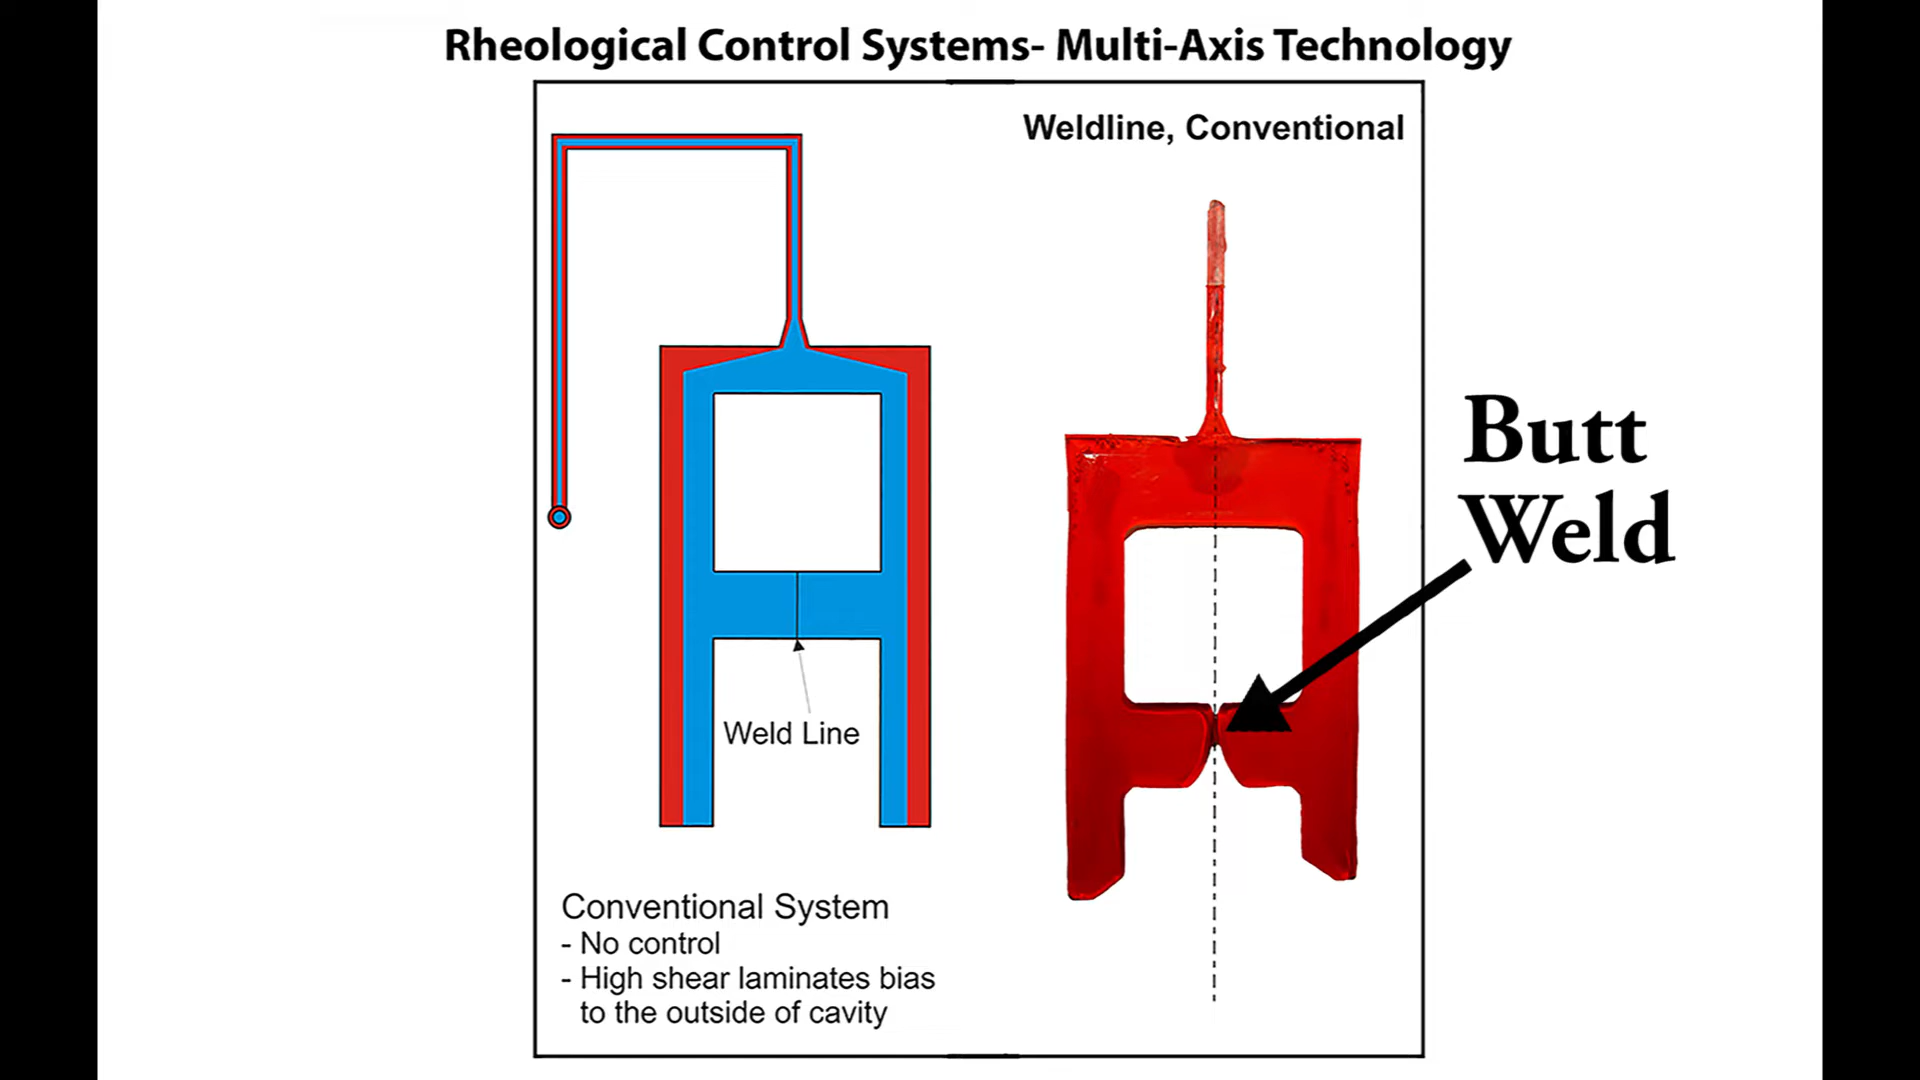 Rheological Control Systems- Multi-Axis Technology
Weldline, Conventional
Butt
Weld
Weld Line
Conventional System
- No control
- High shear laminates bias
to the outside of cavity